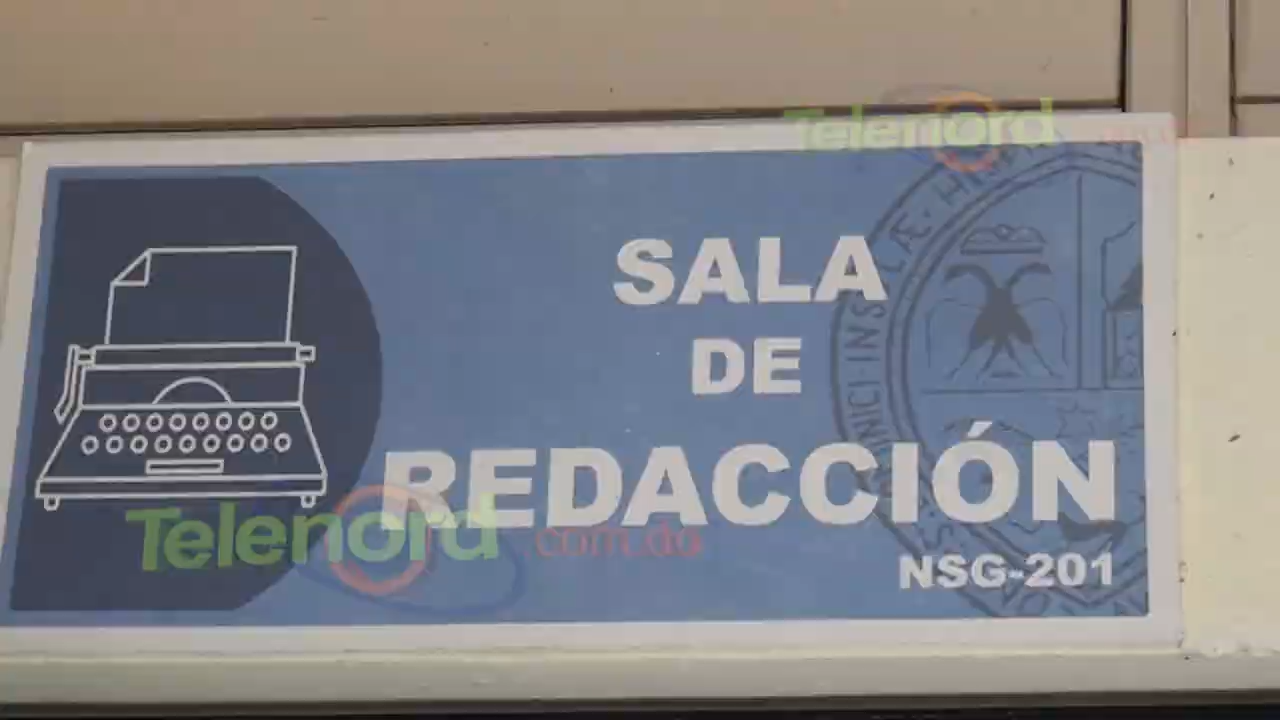 Telenord
SALA
DE
REDACCIÓN
Telenord.com.do
NSG-201